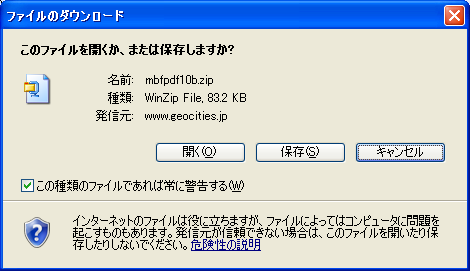 ファイルのダウンロード
このファイルを開くか、または保存しますか?
名前: mbfpdf10b.zip
種類: WinZip File, 83.2 KB
発信元: www.geocities.jp
開く(O) 保存(S) キャンセル
この種類のファイルであれば常に警告する(W)
インターネットのファイルは役に立ちますが、ファイルによってはコンピュータに問題を
起こすものもあります。発信元が信頼できない場合は、このファイルを開いたり保
存したりしないでください。危険性の説明